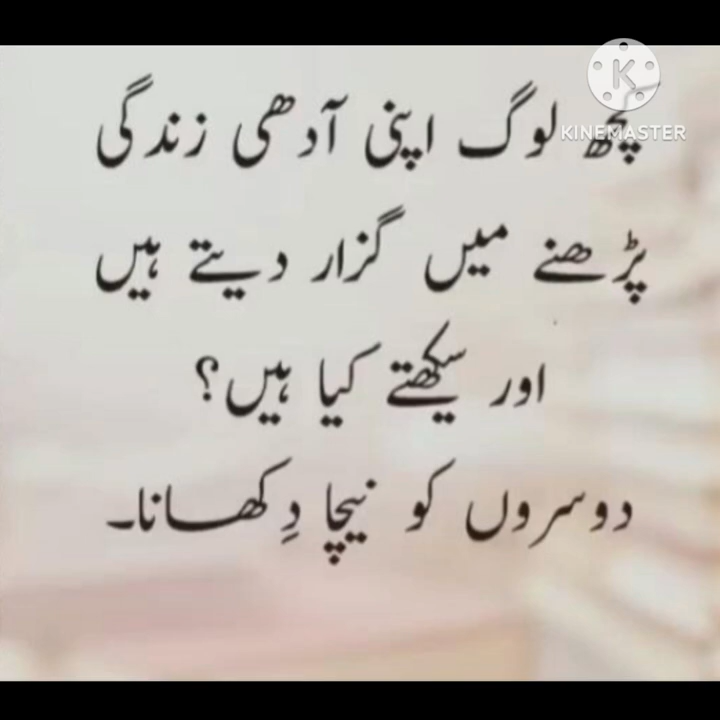 کچھ لوگ اپنی آدھی زندگی
پڑھنے میں گزار دیتے ہیں
اور سیکھتے کیا ہیں؟
دوسروں کو نیچا دِکھانا۔
KINEMASTER